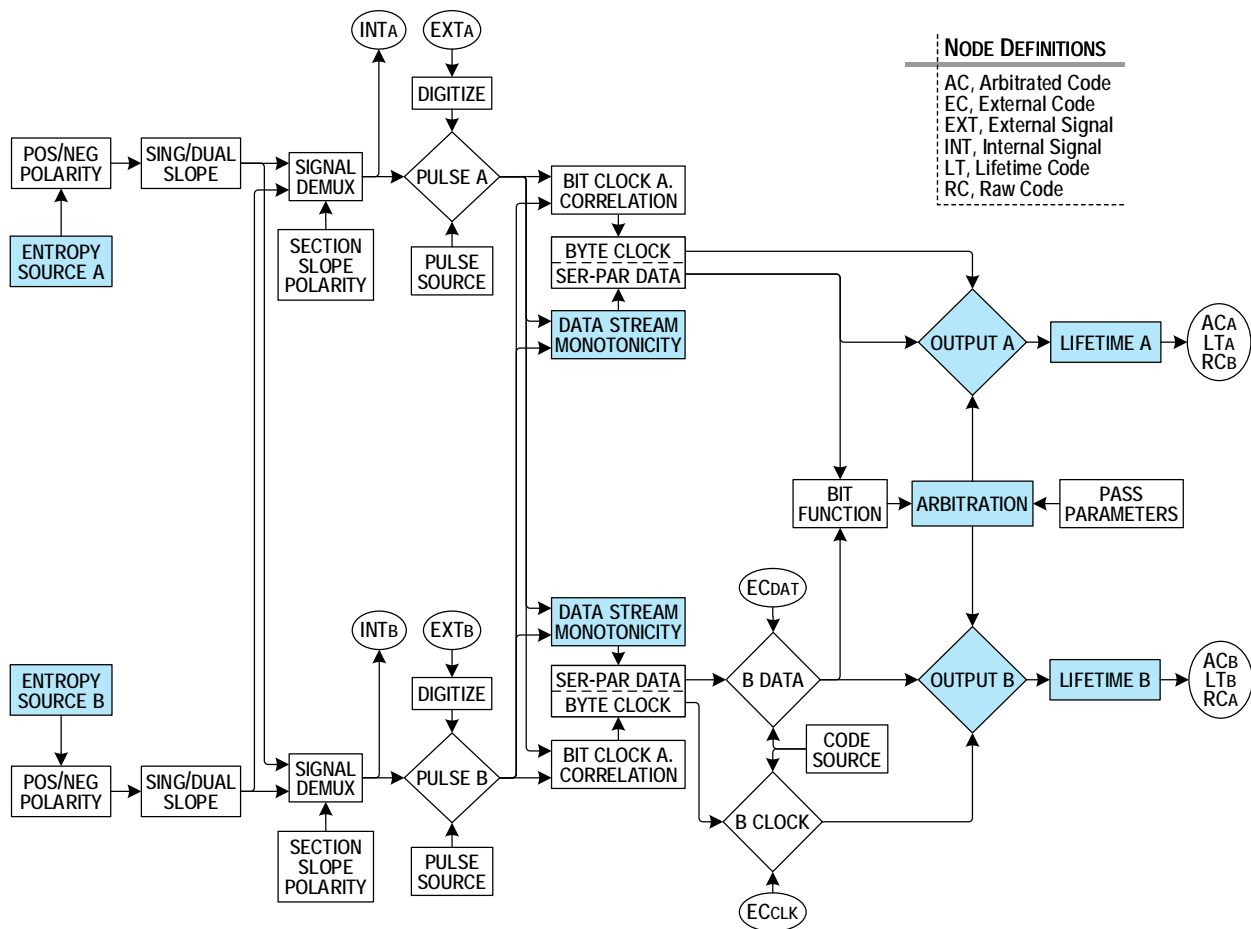 INTA
EXTA
NODE DEFINITIONS
AC, Arbitrated Code
EC, External Code
EXT, External Signal
INT, Internal Signal
LT, Lifetime Code
RC, Raw Code
DIGITIZE
POS/NEG
POLARITY
SING/DUAL
SLOPE
SIGNAL
DEMUX
PULSE A
BIT CLOCK A.
CORRELATION
ENTROPY
SOURCE A
SECTION
SLOPE
POLARITY
PULSE
SOURCE
BYTE CLOCK
SER-PAR DATA
DATA STREAM
MONOTONICITY
OUTPUT A
LIFETIME A
ACA
LTA
RCB
BIT
FUNCTION
ARBITRATION
PASS
PARAMETERS
INTB
EXTB
DATA STREAM
MONOTONICITY
ECDAT
ENTROPY
SOURCE B
DIGITIZE
SER-PAR DATA
BYTE CLOCK
B DATA
OUTPUT B
LIFETIME B
ACB
LTB
RCA
POS/NEG
POLARITY
SING/DUAL
SLOPE
SIGNAL
DEMUX
PULSE B
BIT CLOCK A.
CORRELATION
CODE
SOURCE
SECTION
SLOPE
POLARITY
PULSE
SOURCE
B CLOCK
ECCLK